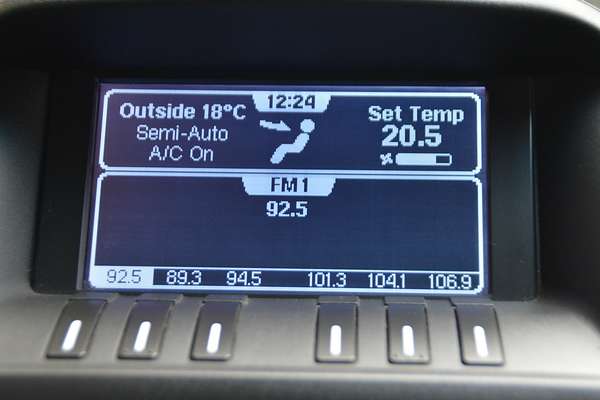 12:24
Outside 18°C
Semi-Auto
A/C On
Set Temp
20.5
FM1
92.5
92.5 89.3 94.5 101.3 104.1 106.9